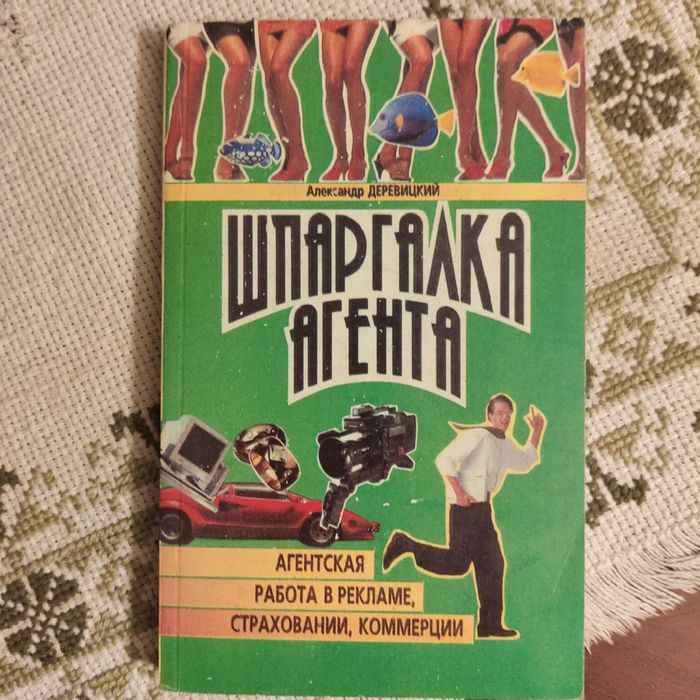 Александр ДЕРЕВИЦКИЙ
ШПАРГАЛКА
АГЕНТА
АГЕНТСКАЯ
РАБОТА В РЕКЛАМЕ,
СТРАХОВАНИИ, КОММЕРЦИИ